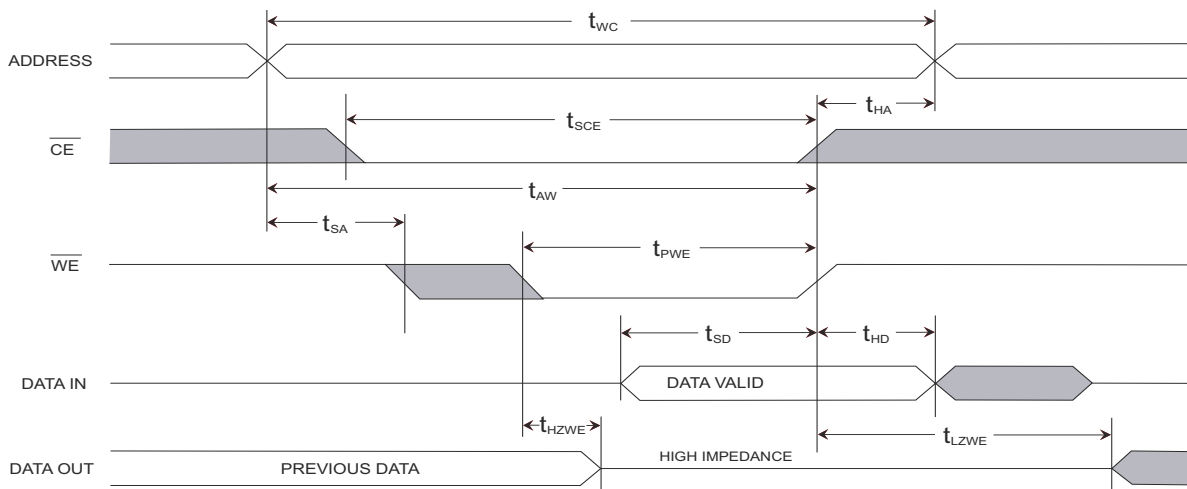 tWC
ADDRESS
tHA
tSCE
CE
tAW
tSA
tPWE
WE
tSD
tHD
DATA IN
DATA VALID
tHZWE
tLZWE
DATA OUT
PREVIOUS DATA
HIGH IMPEDANCE